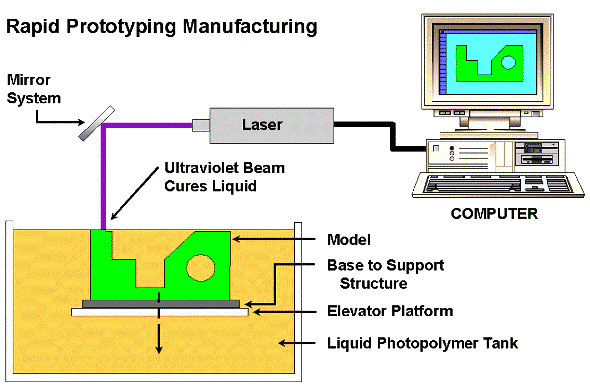 Rapid Prototyping Manufacturing
Mirror
System
Laser
Ultraviolet Beam
Cures Liquid
COMPUTER
Model
Base to Support
Structure
Elevator Platform
Liquid Photopolymer Tank